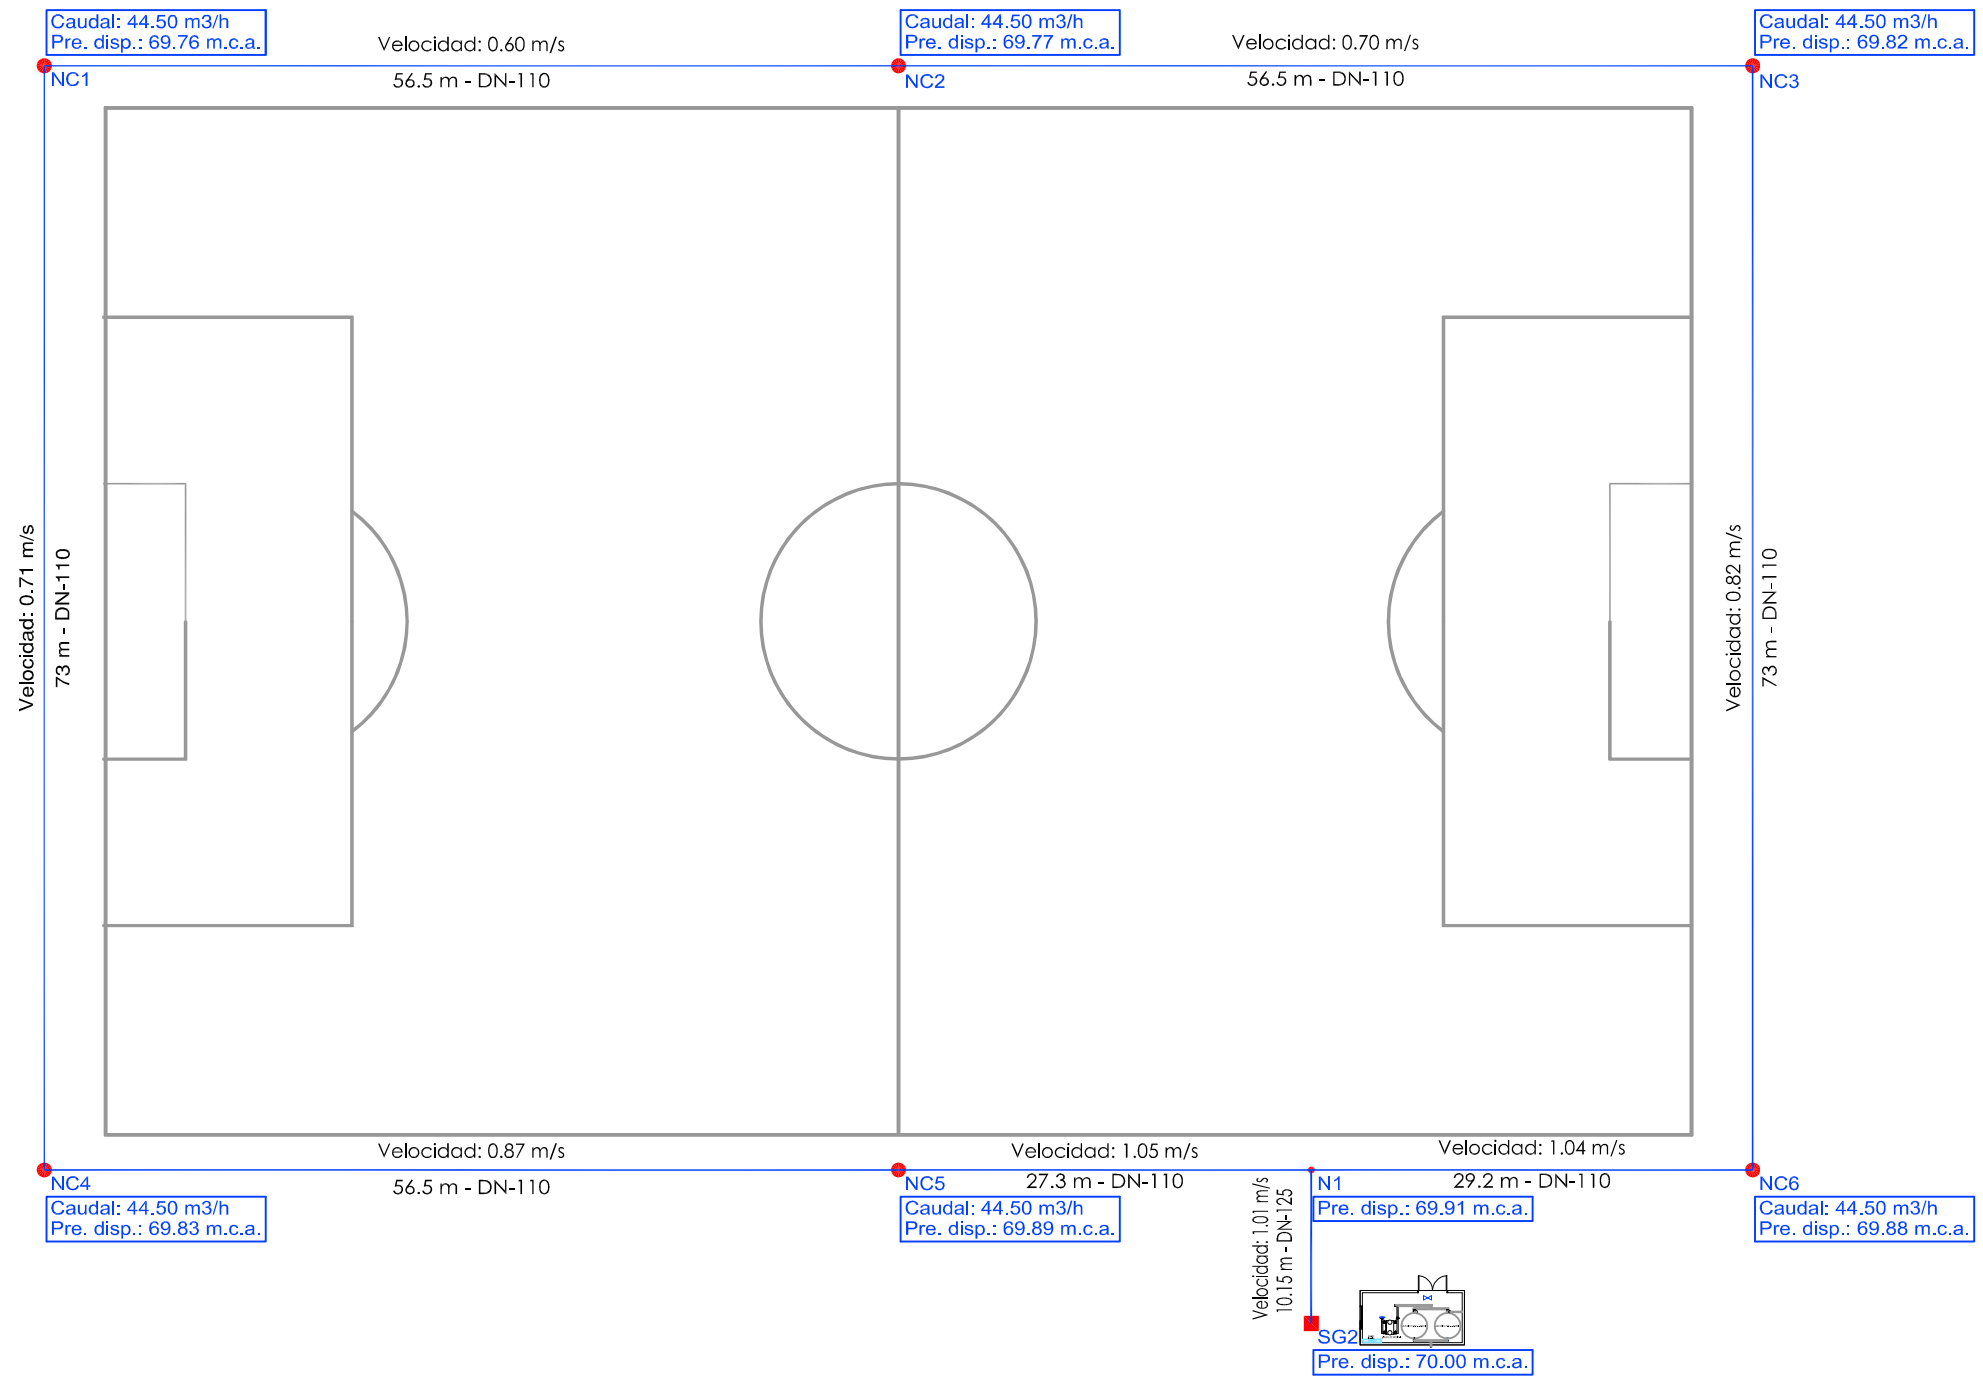 Caudal: 44.50 m3/h
Pre. disp.: 69.76 m.c.a.
NC1
Velocidad: 0.60 m/s
56.5 m - DN-110
Caudal: 44.50 m3/h
Pre. disp.: 69.77 m.c.a.
NC2
Velocidad: 0.70 m/s
56.5 m - DN-110
Caudal: 44.50 m3/h
Pre. disp.: 69.82 m.c.a.
NC3
Velocidad: 0.71 m/s
73 m - DN-110
Velocidad: 0.82 m/s
73 m - DN-110
Velocidad: 0.87 m/s
56.5 m - DN-110
NC4
Caudal: 44.50 m3/h
Pre. disp.: 69.83 m.c.a.
Velocidad: 1.05 m/s
27.3 m - DN-110
NC5
Caudal: 44.50 m3/h
Pre. disp.: 69.89 m.c.a.
Velocidad: 1.04 m/s
29.2 m - DN-110
N1
Pre. disp.: 69.91 m.c.a.
NC6
Caudal: 44.50 m3/h
Pre. disp.: 69.88 m.c.a.
Velocidad: 1.01 m/s
10.15 m - DN-125
SG2
Pre. disp.: 70.00 m.c.a.